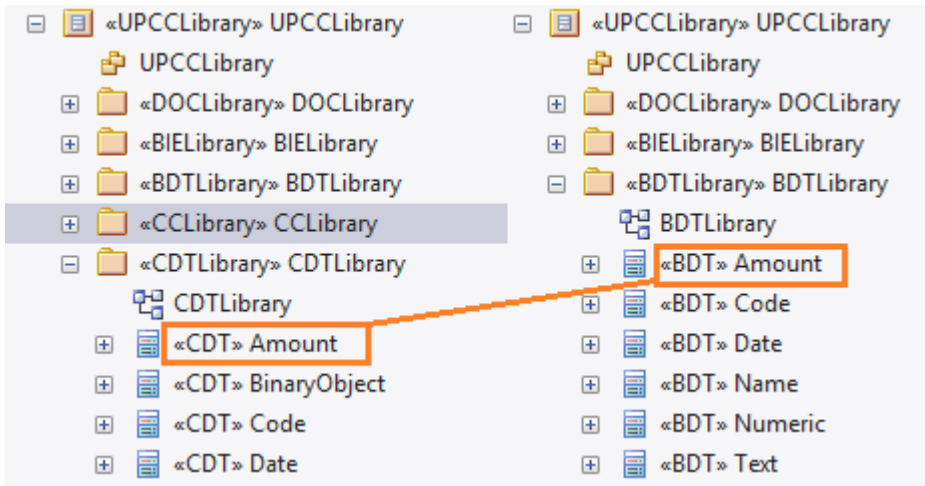 «UPCCLibrary» UPCCLibrary
UPCCLibrary
«DOCLibrary» DOCLibrary
«BIELibrary» BIELibrary
«BDTLibrary» BDTLibrary
«CCLibrary» CCLibrary
«CDTLibrary» CDTLibrary
CDTLibrary
«CDT» Amount
«CDT» BinaryObject
«CDT» Code
«CDT» Date
«UPCCLibrary» UPCCLibrary
UPCCLibrary
«DOCLibrary» DOCLibrary
«BIELibrary» BIELibrary
«BDTLibrary» BDTLibrary
BDTLibrary
«BDT» Amount
«BDT» Code
«BDT» Date
«BDT» Name
«BDT» Numeric
«BDT» Text